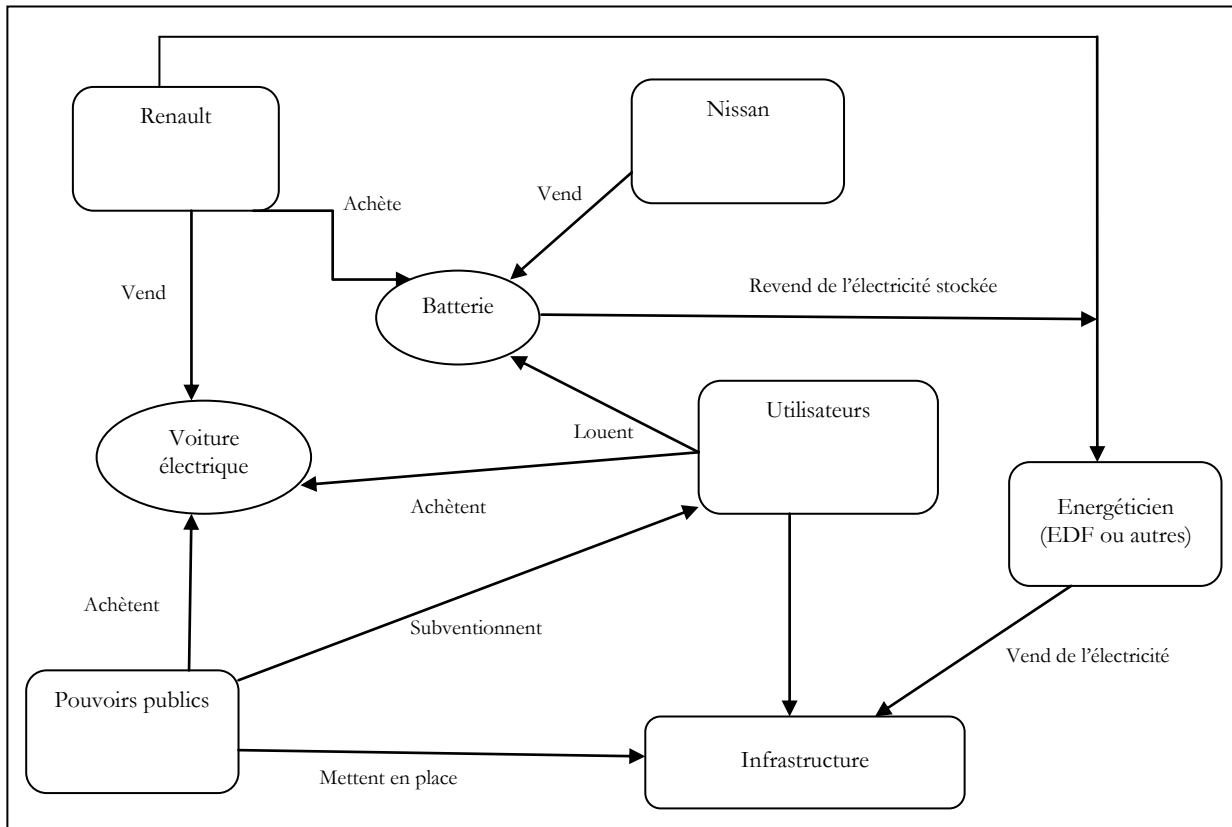 Renault
Nissan
Achète
Vend
Vend
Batterie
Revend de l'électricité stockée
Utilisateurs
Louent
Voiture
électrique
Achètent
Energéticien
(EDF ou autres)
Achètent
Subventionnent
Vend de l'électricité
Pouvoirs publics
Infrastructure
Mettent en place